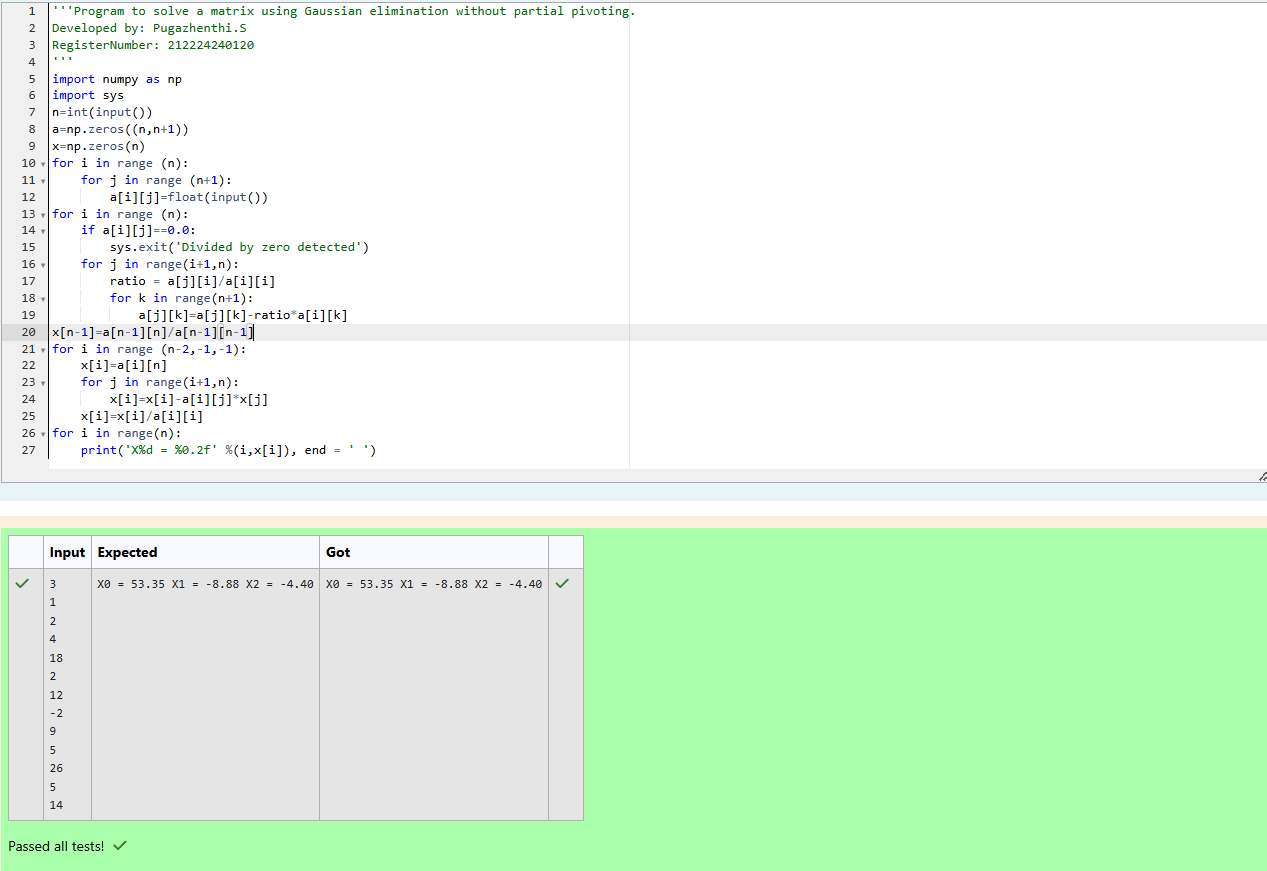 1 '''Program to solve a matrix using Gaussian elimination without partial pivoting.
2 Developed by: Pugazhenthi.S
3 RegisterNumber: 212224240120
4 '''
5 import numpy as np
6 import sys
7 n=int(input())
8 a=np.zeros((n,n+1))
9 x=np.zeros(n)
10 for i in range (n):
11     for j in range (n+1):
12         a[i][j]=float(input())
13 for i in range (n):
14     if a[i][j]==0.0:
15         sys.exit('Divided by zero detected')
16     for j in range(i+1,n):
17         ratio = a[j][i]/a[i][i]
18         for k in range(n+1):
19             a[j][k]=a[j][k]-ratio*a[i][k]
20 x[n-1]=a[n-1][n]/a[n-1][n-1]
21 for i in range (n-2,-1,-1):
22     x[i]=a[i][n]
23     for j in range(i+1,n):
24         x[i]=x[i]-a[i][j]*x[j]
25     x[i]=x[i]/a[i][i]
26 for i in range(n):
27     print('X%d = %0.2f' %(i,x[i]), end = ' ')
Input Expected Got
3 X0 = 53.35 X1 = -8.88 X2 = -4.40 X0 = 53.35 X1 = -8.88 X2 = -4.40
1
2
4
18
2
12
-2
9
5
26
5
14
Passed all tests!